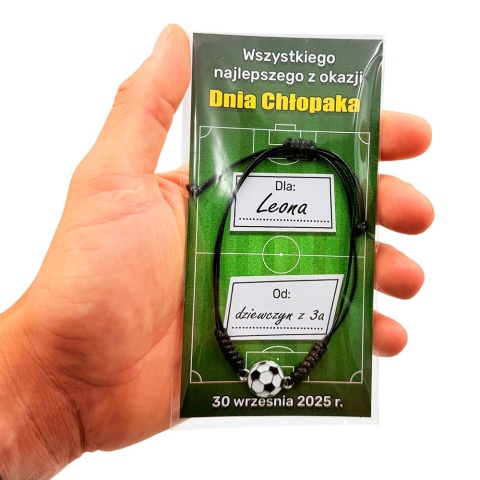 Wszystkiego
najlepszego z okazji
Dnia Chłopaka
Dla:
Leona
Od:
dziewczyn z 3a
30 września 2025 r.